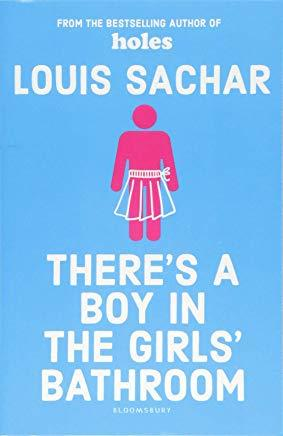 FROM THE BESTSELLING AUTHOR OF
holes
LOUIS SACHAR
THERE'S A
BOY IN
THE GIRLS'
BATHROOM
BLOOMSBURY